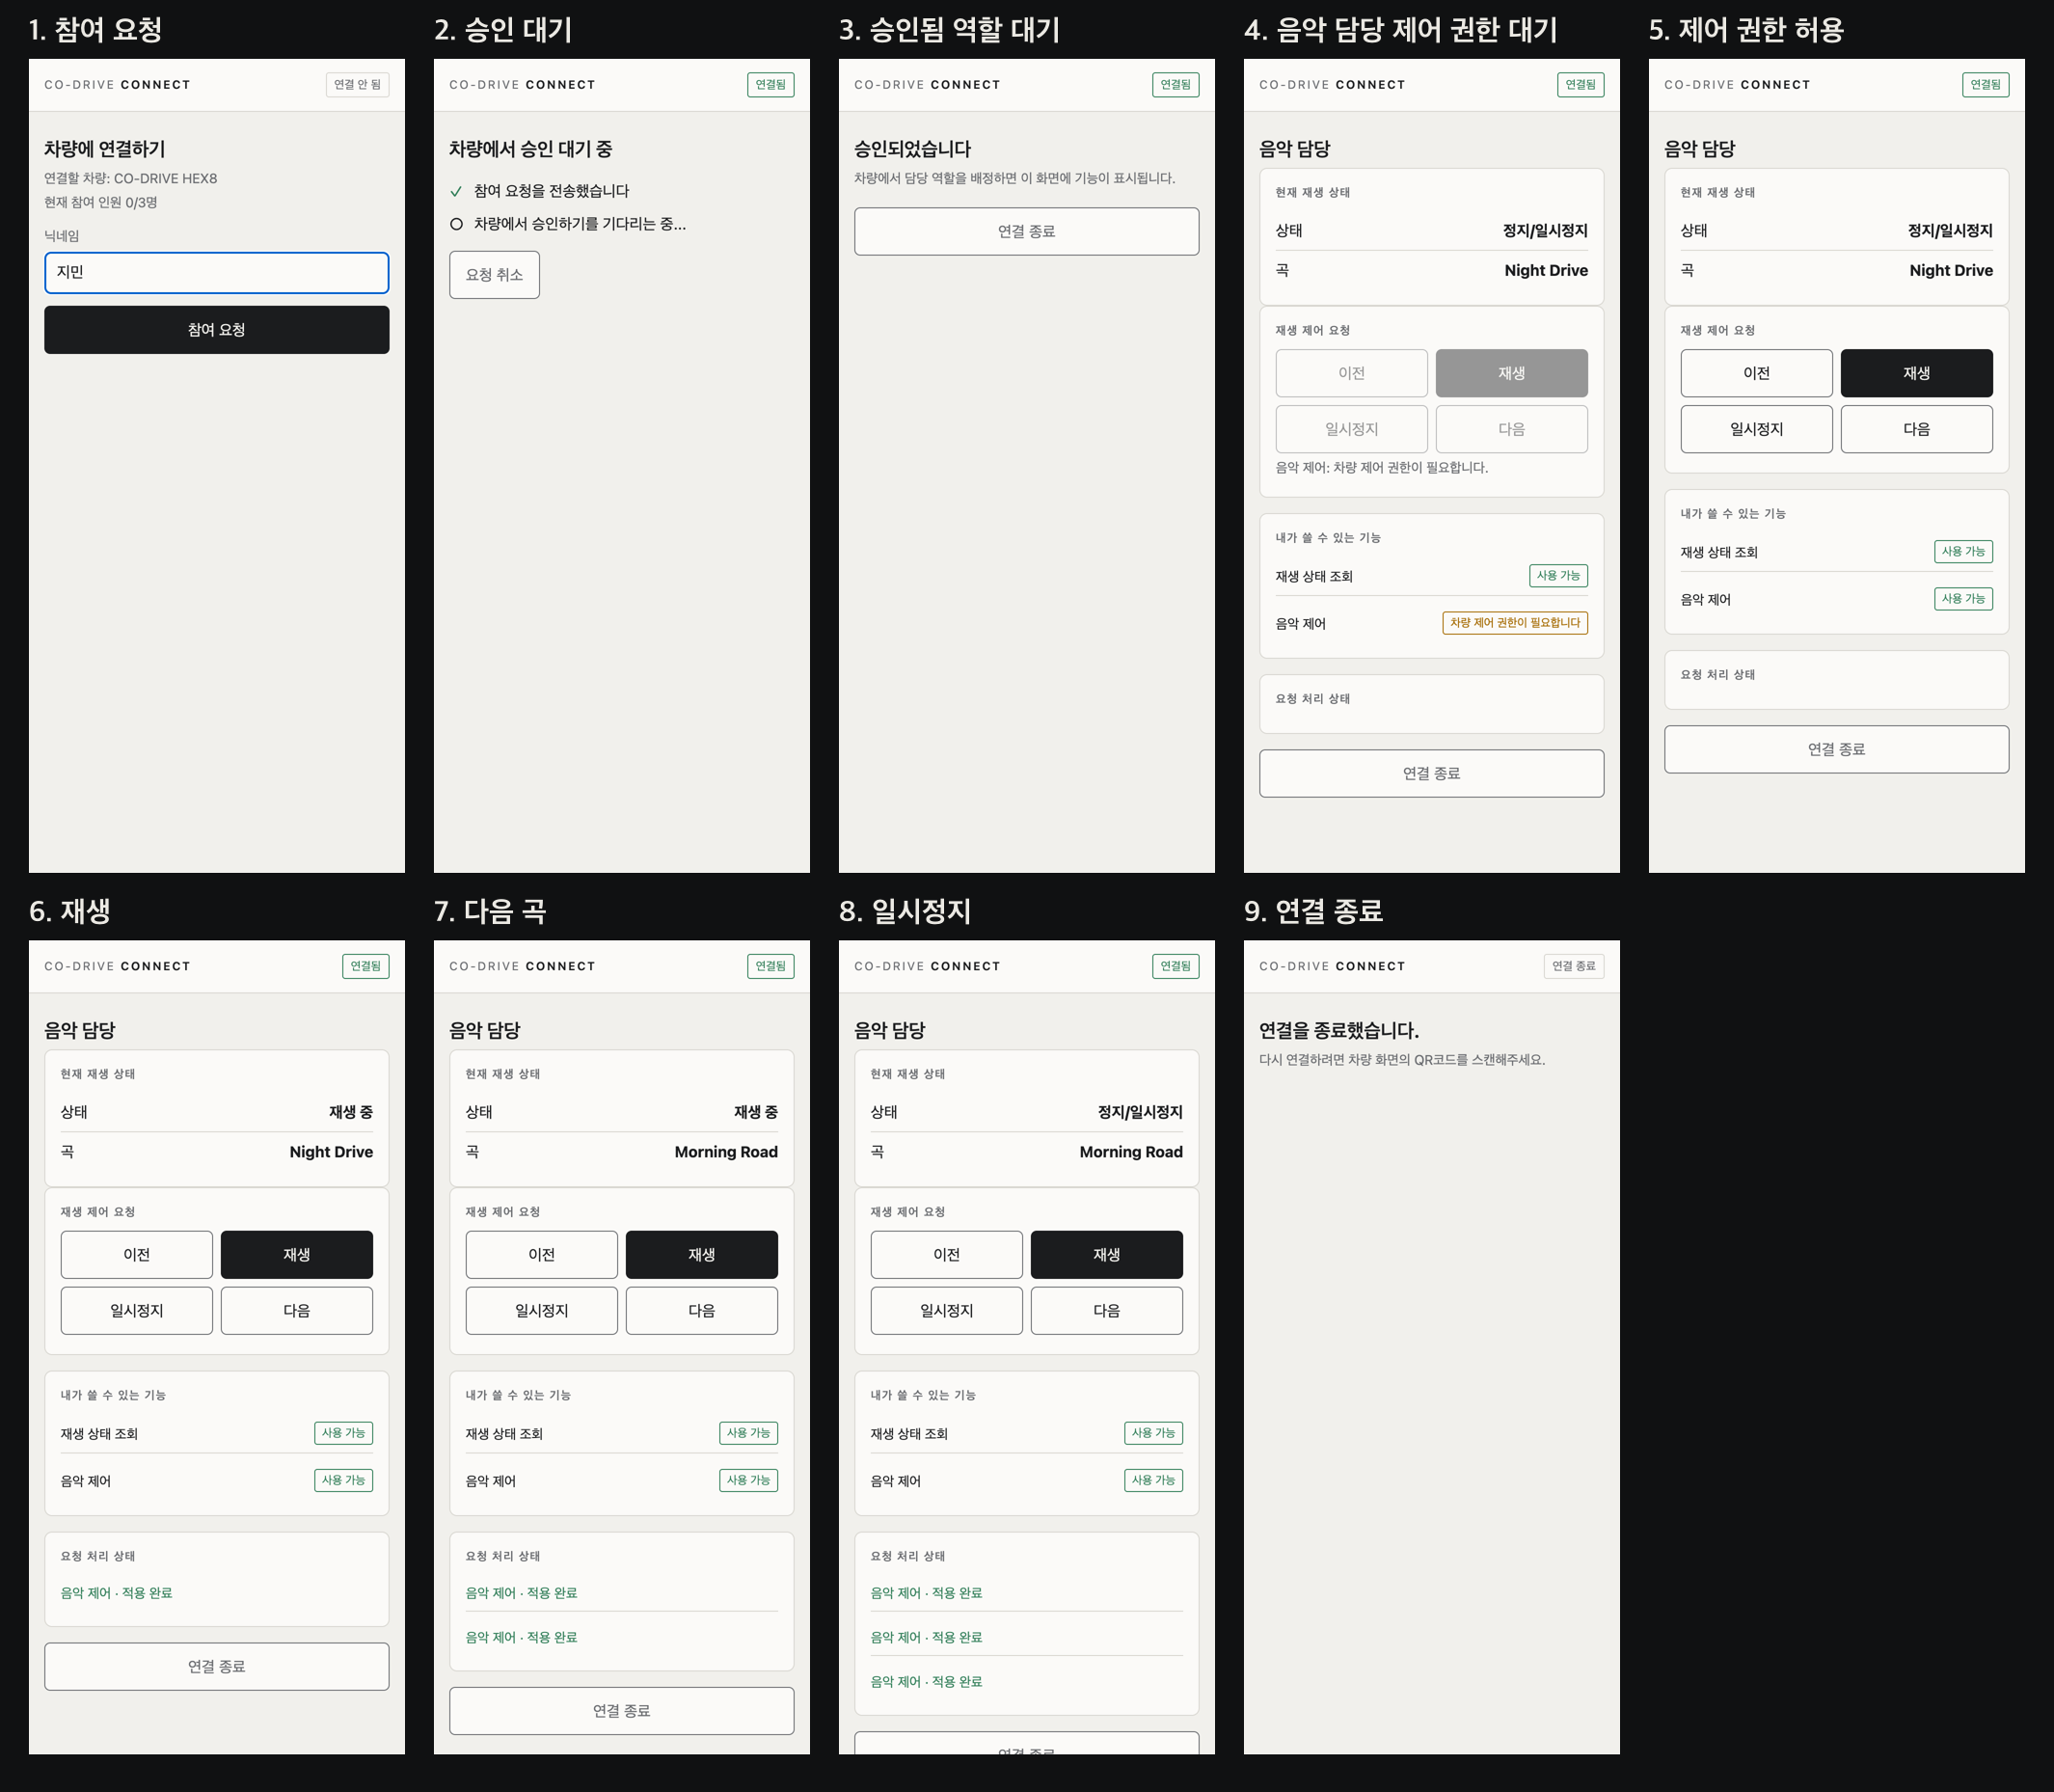 1. 참여 요청
CO-DRIVE CONNECT
연결 안 됨
차량에 연결하기
연결할 차량: CO-DRIVE HEX8
현재 참여 인원 0/3명
닉네임
지민
참여 요청
2. 승인 대기
CO-DRIVE CONNECT
연결됨
차량에서 승인 대기 중
참여 요청을 전송했습니다
차량에서 승인하기를 기다리는 중...
요청 취소
3. 승인됨 역할 대기
CO-DRIVE CONNECT
연결됨
승인되었습니다
차량에서 담당 역할을 배정하면 이 화면에 기능이 표시됩니다.
연결 종료
4. 음악 담당 제어 권한 대기
CO-DRIVE CONNECT
연결됨
음악 담당
현재 재생 상태
상태 정지/일시정지
곡 Night Drive
재생 제어 요청
이전 재생
일시정지 다음
음악 제어: 차량 제어 권한이 필요합니다.
내가 쓸 수 있는 기능
재생 상태 조회 사용 가능
음악 제어 차량 제어 권한이 필요합니다
요청 처리 상태
연결 종료
5. 제어 권한 허용
CO-DRIVE CONNECT
연결됨
음악 담당
현재 재생 상태
상태 정지/일시정지
곡 Night Drive
재생 제어 요청
이전 재생
일시정지 다음
내가 쓸 수 있는 기능
재생 상태 조회 사용 가능
음악 제어 사용 가능
요청 처리 상태
연결 종료
6. 재생
CO-DRIVE CONNECT
연결됨
음악 담당
현재 재생 상태
상태 재생 중
곡 Night Drive
재생 제어 요청
이전 재생
일시정지 다음
내가 쓸 수 있는 기능
재생 상태 조회 사용 가능
음악 제어 사용 가능
요청 처리 상태
음악 제어 · 적용 완료
연결 종료
7. 다음 곡
CO-DRIVE CONNECT
연결됨
음악 담당
현재 재생 상태
상태 재생 중
곡 Morning Road
재생 제어 요청
이전 재생
일시정지 다음
내가 쓸 수 있는 기능
재생 상태 조회 사용 가능
음악 제어 사용 가능
요청 처리 상태
음악 제어 · 적용 완료
음악 제어 · 적용 완료
연결 종료
8. 일시정지
CO-DRIVE CONNECT
연결됨
음악 담당
현재 재생 상태
상태 정지/일시정지
곡 Morning Road
재생 제어 요청
이전 재생
일시정지 다음
내가 쓸 수 있는 기능
재생 상태 조회 사용 가능
음악 제어 사용 가능
요청 처리 상태
음악 제어 · 적용 완료
음악 제어 · 적용 완료
음악 제어 · 적용 완료
9. 연결 종료
CO-DRIVE CONNECT
연결 종료
연결을 종료했습니다.
다시 연결하려면 차량 화면의 QR코드를 스캔해주세요.